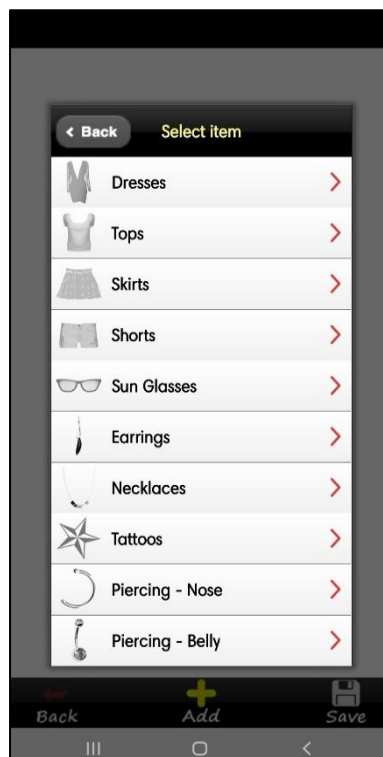 Back
Select item
Dresses
Tops
Skirts
Shorts
Sun Glasses
Earrings
Necklaces
Tattoos
Piercing - Nose
Piercing - Belly
Back
Add
Save